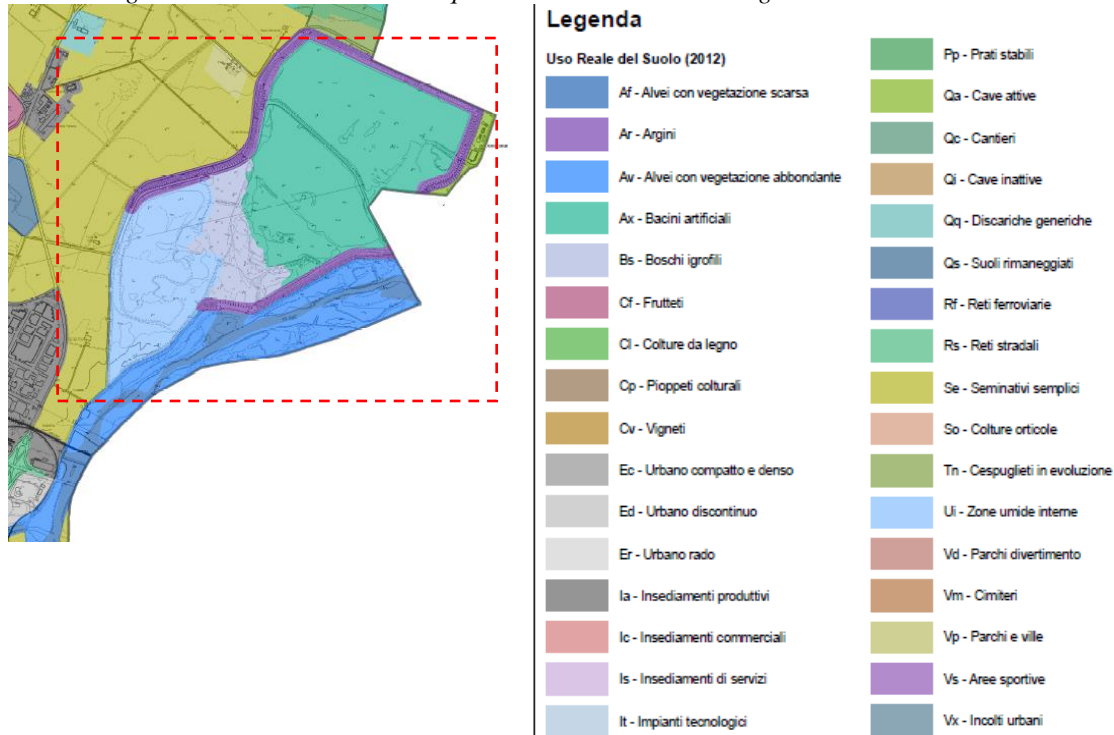 Legenda
Uso Reale del Suolo (2012)
Af - Alvei con vegetazione scarsa
Ar - Argini
Av - Alvei con vegetazione abbondante
Ax - Bacini artificiali
Bs - Boschi igrofili
Cf - Frutteti
Cl - Colture da legno
Cp - Pioppeti colturali
Cv - Vigneti
Ec - Urbano compatto e denso
Ed - Urbano discontinuo
Er - Urbano rado
Ia - Insediamenti produttivi
Ic - Insediamenti commerciali
Is - Insediamenti di servizi
It - Impianti tecnologici
Pp - Prati stabili
Qa - Cave attive
Qc - Cantieri
Qi - Cave inattive
Qq - Discariche generiche
Qs - Suoli rimaneggiati
Rf - Reti ferroviarie
Rs - Reti stradali
Se - Seminativi semplici
So - Colture orticole
Tn - Cespuglieti in evoluzione
Ui - Zone umide interne
Vd - Parchi divertimento
Vm - Cimiteri
Vp - Parchi e ville
Vs - Aree sportive
Vx - Incolti urbani